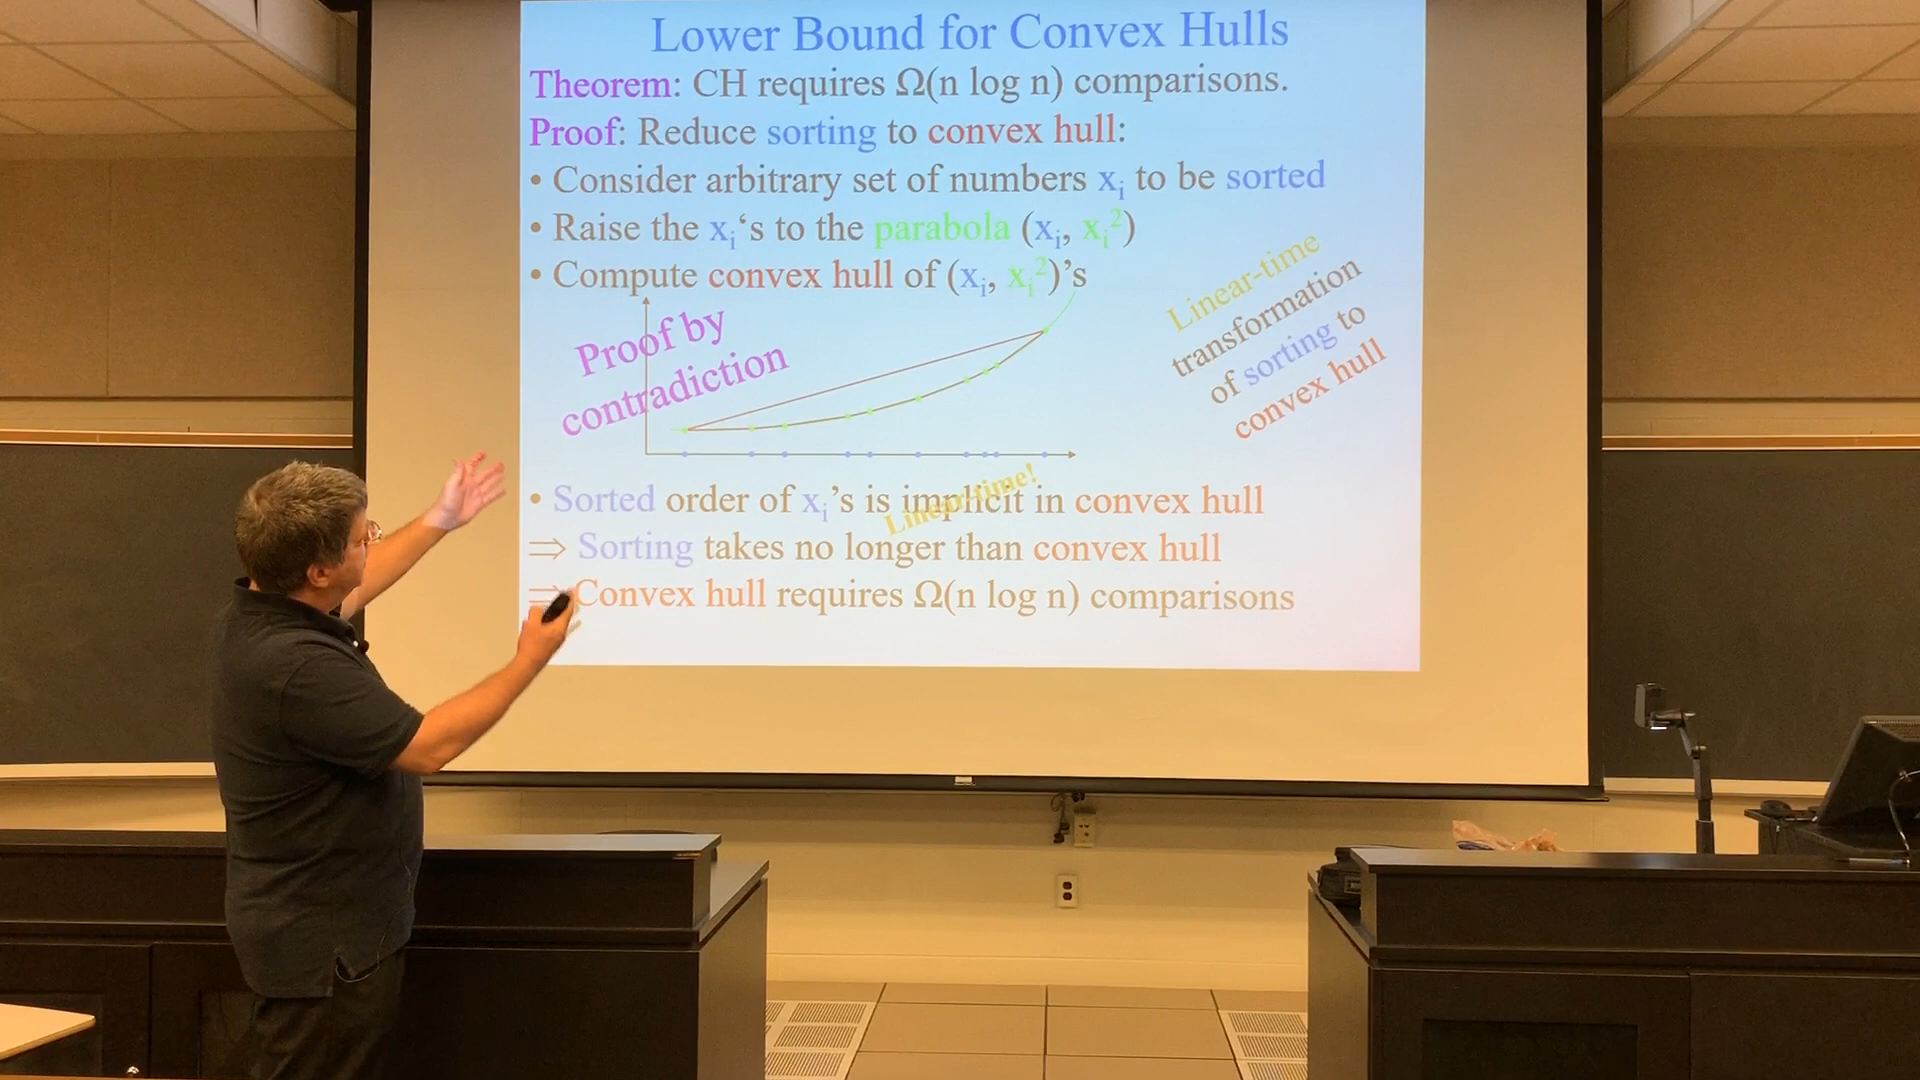 Lower Bound for Convex Hulls
Theorem: CH requires Ω(n log n) comparisons.
Proof: Reduce sorting to convex hull:
• Consider arbitrary set of numbers xᵢ to be sorted
• Raise the xᵢ‘s to the parabola (xᵢ, xᵢ²)
• Compute convex hull of (xᵢ, xᵢ²)’s
Proof by
contradiction
Linear-time
transformation
of sorting to
convex hull
Linear-time!
• Sorted order of xᵢ’s is implicit in convex hull
⇒ Sorting takes no longer than convex hull
⇒ Convex hull requires Ω(n log n) comparisons